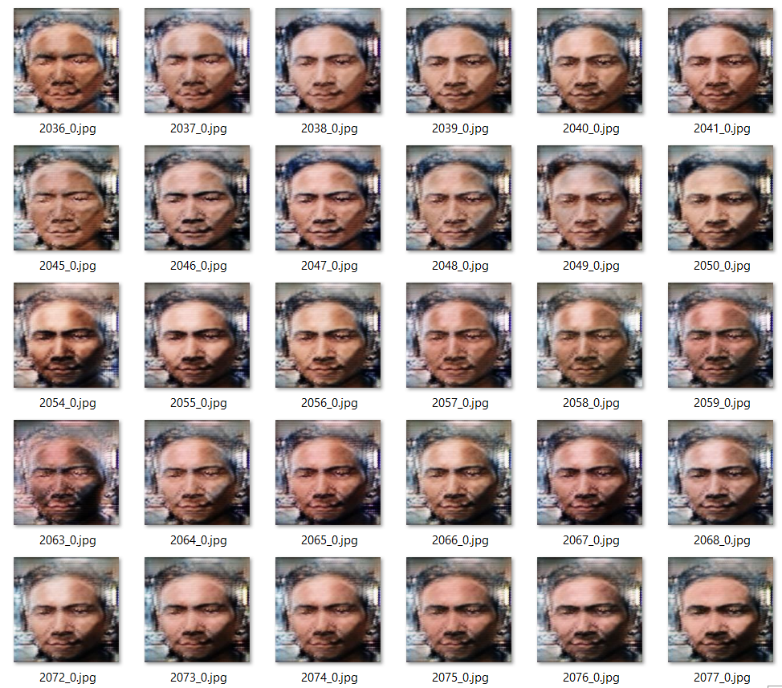 2036_0.jpg 2037_0.jpg 2038_0.jpg 2039_0.jpg 2040_0.jpg 2041_0.jpg
2045_0.jpg 2046_0.jpg 2047_0.jpg 2048_0.jpg 2049_0.jpg 2050_0.jpg
2054_0.jpg 2055_0.jpg 2056_0.jpg 2057_0.jpg 2058_0.jpg 2059_0.jpg
2063_0.jpg 2064_0.jpg 2065_0.jpg 2066_0.jpg 2067_0.jpg 2068_0.jpg
2072_0.jpg 2073_0.jpg 2074_0.jpg 2075_0.jpg 2076_0.jpg 2077_0.jpg